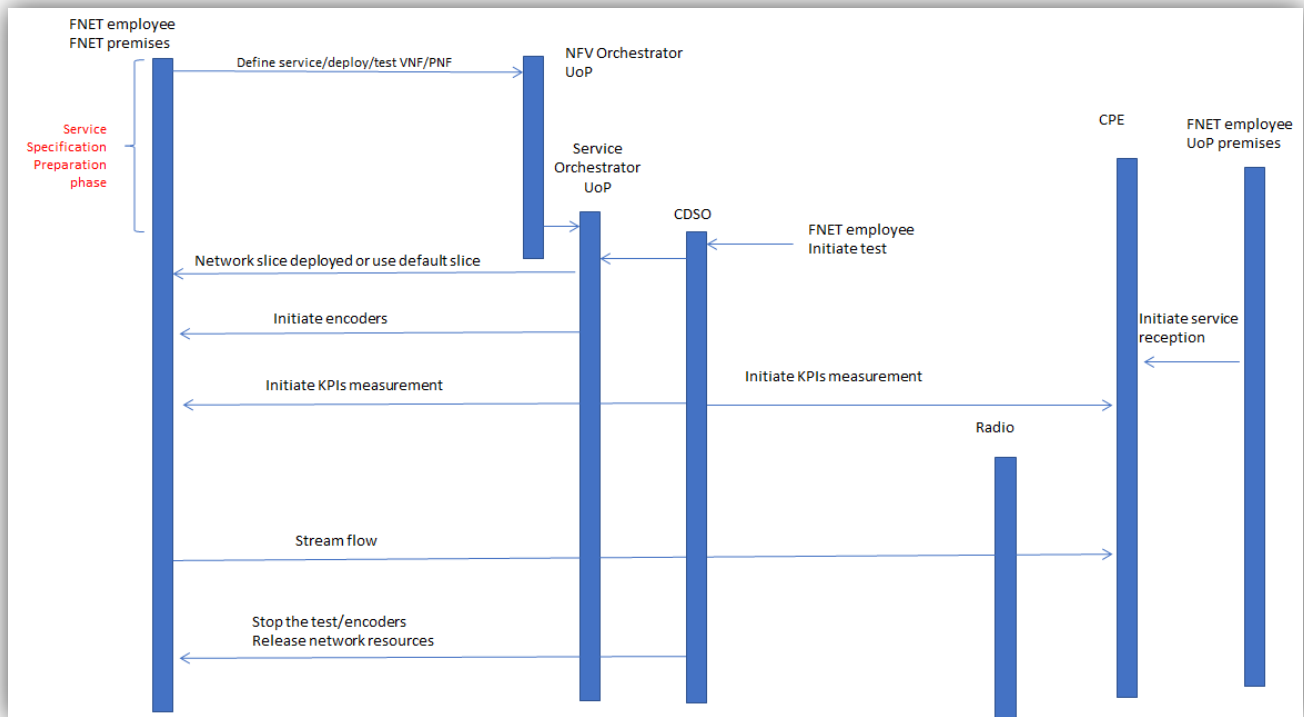 FNET employee
FNET premises
Define service/deploy/test VNF/PNF
NFV Orchestrator
UoP
Service
Specification
Preparation
phase
Service
Orchestrator
UoP
CPE
FNET employee
UoP premises
CDSO
FNET employee
Initiate test
Network slice deployed or use default slice
Initiate encoders
Initiate service
reception
Initiate KPIs measurement
Initiate KPIs measurement
Radio
Stream flow
Stop the test/encoders
Release network resources